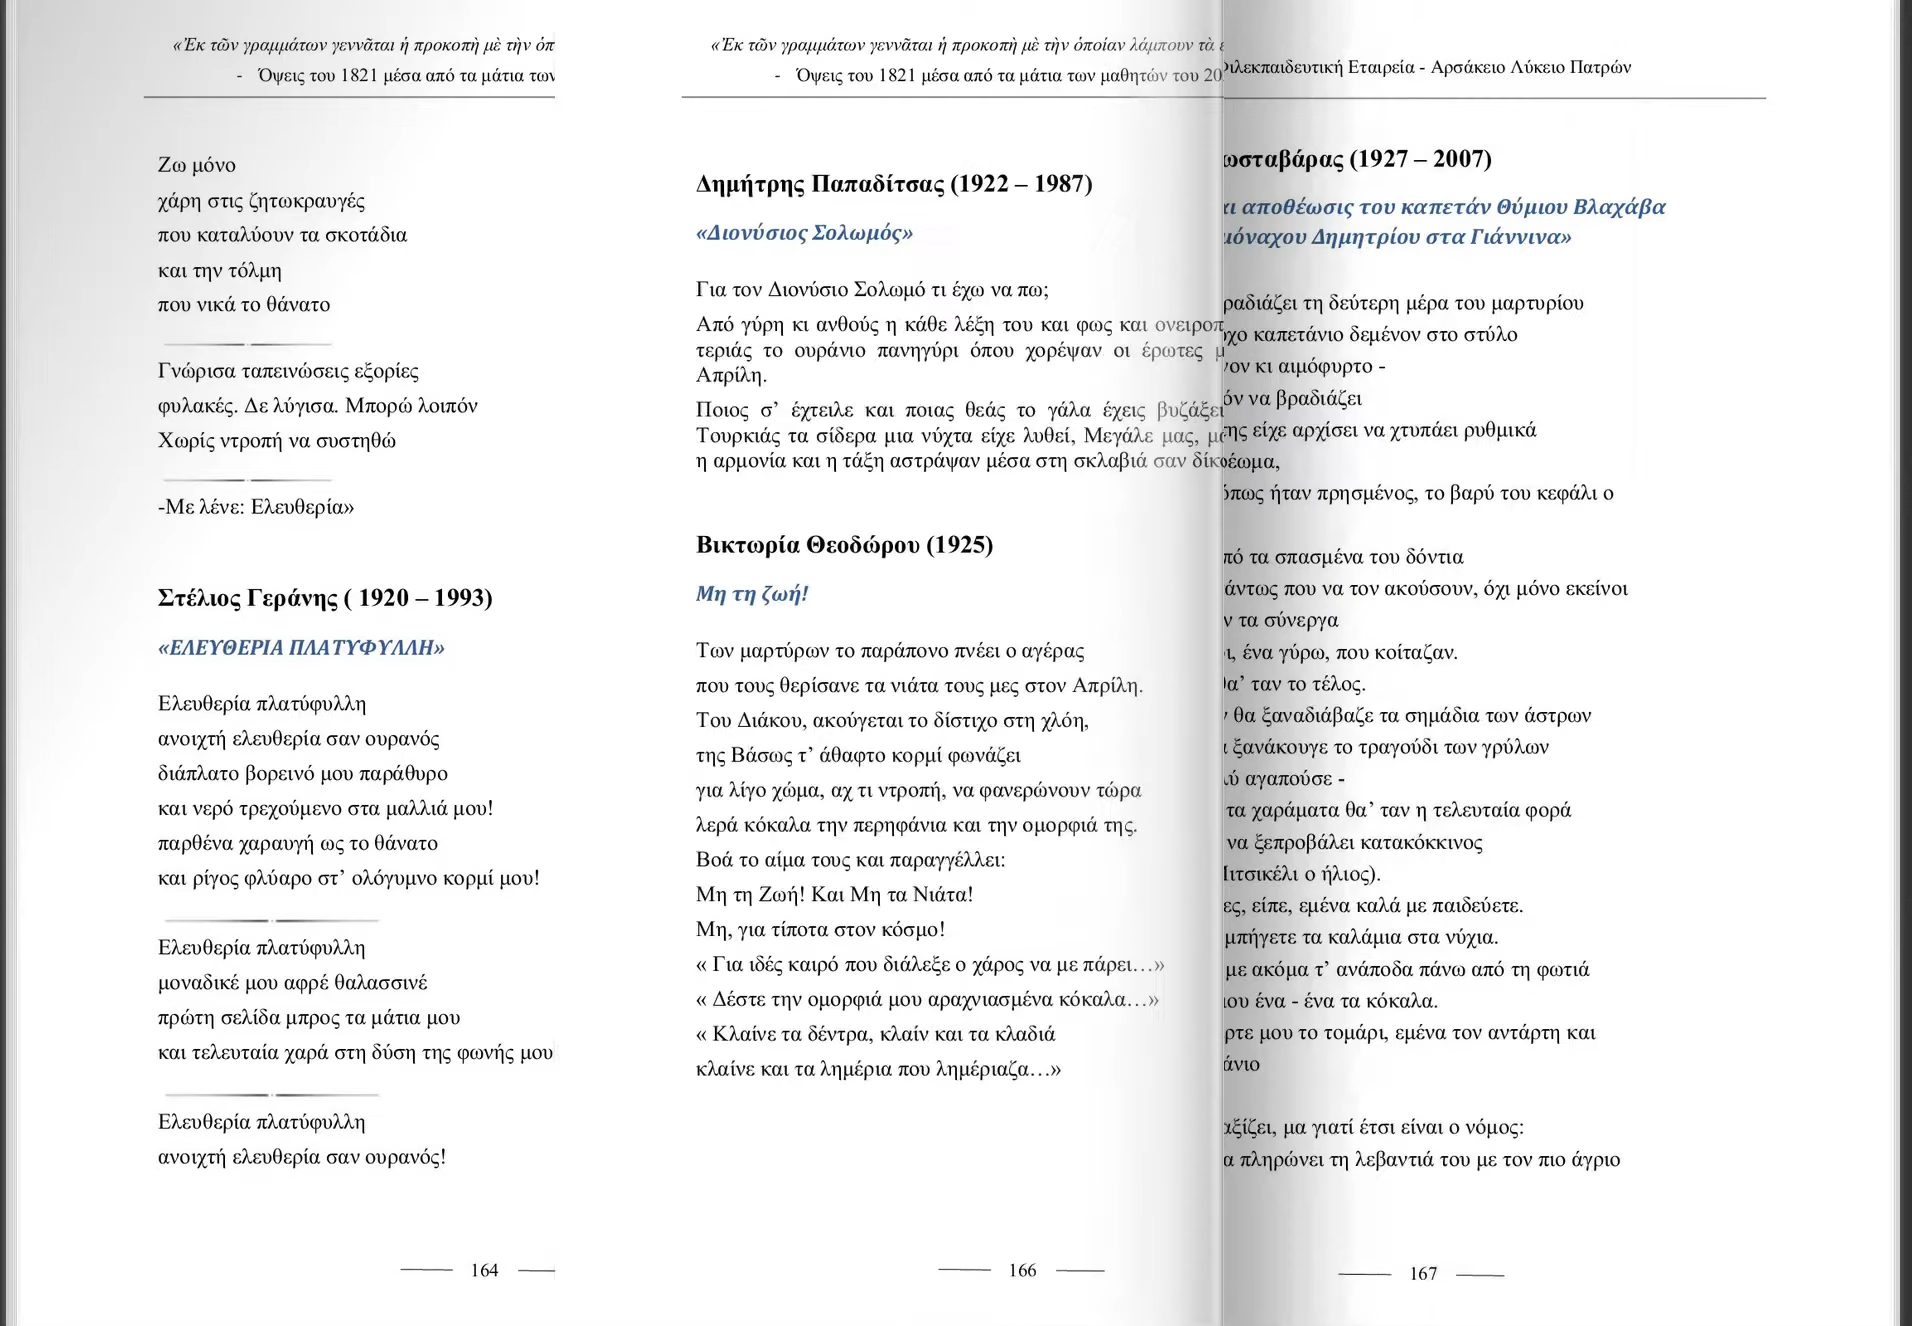 «Ἐκ τῶν γραμμάτων γεννᾶται ἡ προκοπὴ μὲ τὴν
- Όψεις του 1821 μέσα από τα μάτια των
Ζω μόνο
χάρη στις ζητωκραυγές
που καταλύουν τα σκοτάδια
και την τόλμη
που νικά το θάνατο
Γνώρισα ταπεινώσεις εξορίες
φυλακές. Δε λύγισα. Μπορώ λοιπόν
Χωρίς ντροπή να συστηθώ
-Με λένε: Ελευθερία»
Στέλιος Γεράνης ( 1920 – 1993)
«ΕΛΕΥΘΕΡΙΑ ΠΛΑΤΥΦΥΛΛΗ»
Ελευθερία πλατύφυλλη
ανοιχτή ελευθερία σαν ουρανός
διάπλατο βορεινό μου παράθυρο
και νερό τρεχούμενο στα μαλλιά μου!
παρθένα χαραυγή ως το θάνατο
και ρίγος φλύαρο στ’ ολόγυμνο κορμί μου!
Ελευθερία πλατύφυλλη
μοναδικέ μου αφρέ θαλασσινέ
πρώτη σελίδα μπρος τα μάτια μου
και τελευταία χαρά στη δύση της φωνής μου
Ελευθερία πλατύφυλλη
ανοιχτή ελευθερία σαν ουρανός!
164
«Ἐκ τῶν γραμμάτων γεννᾶται ἡ προκοπὴ μὲ τὴν ὁποίαν λάμπουν τὰ
- Όψεις του 1821 μέσα από τα μάτια των μαθητών του 20
Δημήτρης Παπαδίτσας (1922 – 1987)
«Διονύσιος Σολωμός»
Για τον Διονύσιο Σολωμό τι έχω να πω;
Από γύρη κι ανθούς η κάθε λέξη του και φως και
τεριάς το ουράνιο πανηγύρι όπου χορέψαν οι έρωτες
Απρίλη.
Ποιος σ’ έχτειλε και ποιας θεάς το γάλα έχεις
Τουρκιάς τα σίδερα μια νύχτα είχε λυθεί, Μεγάλε μας,
η αρμονία και η τάξη αστράψαν μέσα στη σκλαβιά σαν
Βικτωρία Θεοδώρου (1925)
Μη τη ζωή!
Των μαρτύρων το παράπονο πνέει ο αγέρας
που τους θερίσανε τα νιάτα τους μες στον Απρίλη.
Του Διάκου, ακούγεται το δίστιχο στη χλόη,
της Βάσως τ’ άθαφτο κορμί φωνάζει
για λίγο χώμα, αχ τι ντροπή, να φανερώνουν τώρα
λερά κόκαλα την περηφάνια και την ομορφιά της.
Βοά το αίμα τους και παραγγέλλει:
Μη τη Ζωή! Και Μη τα Νιάτα!
Μη, για τίποτα στον κόσμο!
« Για ιδές καιρό που διάλεξε ο χάρος να με πάρει…»
« Δέστε την ομορφιά μου αραχνιασμένα κόκαλα…»
« Κλαίνε τα δέντρα, κλαίν και τα κλαδιά
κλαίνε και τα λημέρια που λημέριαζα…»
166
Εταιρεία - Αρσάκειο Λύκειο Πατρών
(1927 – 2007)
αποθέωσις του καπετάν Θύμιου Βλαχάβα
Δημητρίου στα Γιάννινα»
τη δεύτερη μέρα του μαρτυρίου
καπετάνιο δεμένον στο στύλο
κι αιμόφυρτο -
να βραδιάζει
είχε αρχίσει να χτυπάει ρυθμικά
όπως ήταν πρησμένος, το βαρύ του κεφάλι ο
τα σπασμένα του δόντια
που να τον ακούσουν, όχι μόνο εκείνοι
τα σύνεργα
ένα γύρω, που κοίταζαν.
θα’ ταν το τέλος.
θα ξαναδιάβαζε τα σημάδια των άστρων
ξανάκουγε το τραγούδι των γρύλων
αγαπούσε -
τα χαράματα θα’ ταν η τελευταία φορά
να ξεπροβάλει κατακόκκινος
ο ήλιος).
είπε, εμένα καλά με παιδεύετε.
τα καλάμια στα νύχια.
με ακόμα τ’ ανάποδα πάνω από τη φωτιά
ένα - ένα τα κόκαλα.
μου το τομάρι, εμένα τον αντάρτη και
μα γιατί έτσι είναι ο νόμος:
πληρώνει τη λεβαντιά του με τον πιο άγριο
167